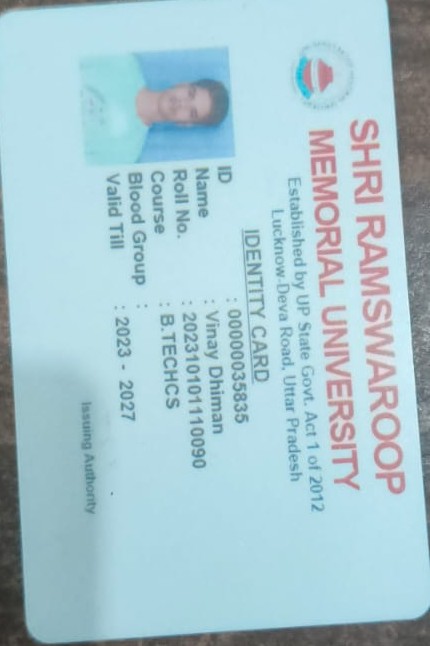 SHRI RAMSWAROOP
MEMORIAL UNIVERSITY
Established by UP State Govt. Act 1 of 2012
Lucknow-Deva Road, Uttar Pradesh
IDENTITY CARD
ID : 00000035835
Name : Vinay Dhiman
Roll No. : 202310101110090
Course : B.TECHCS
Blood Group :
Valid Till : 2023 - 2027
Issuing Authority